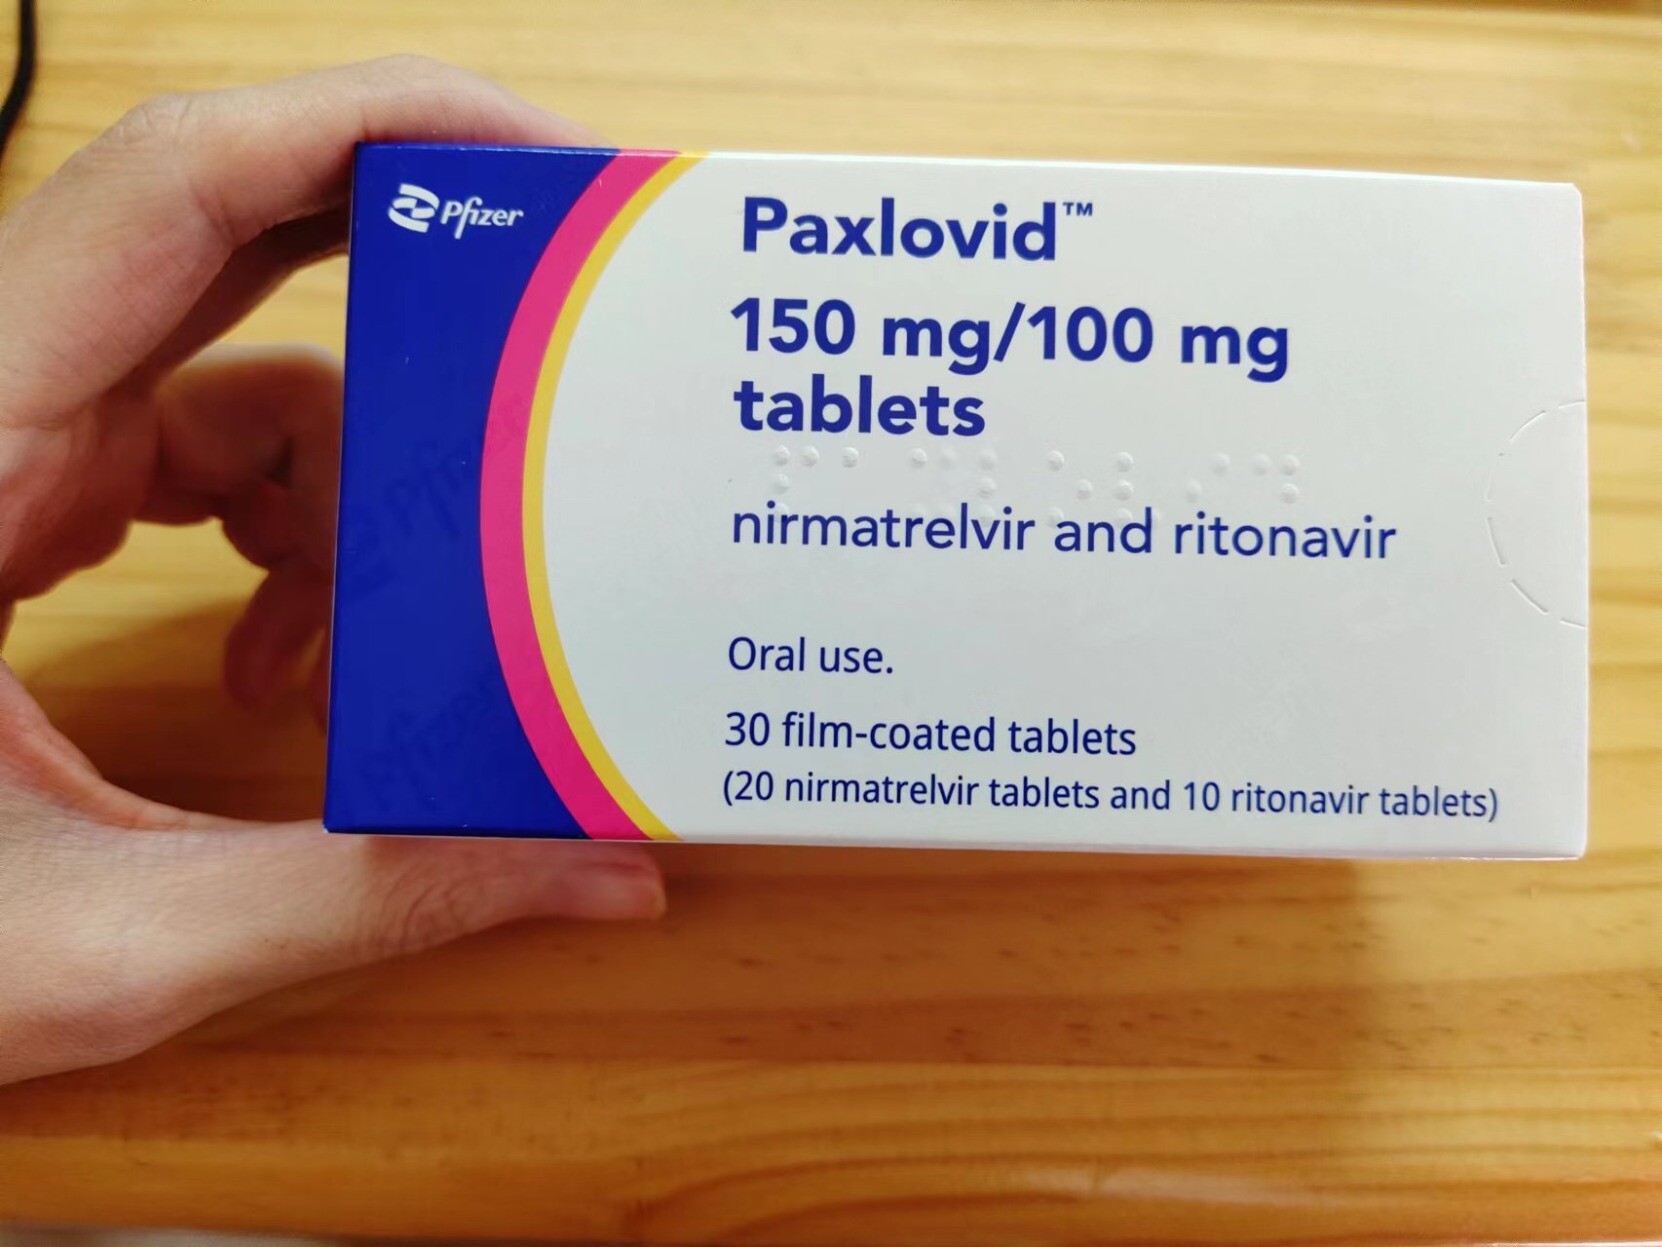 Pfizer
Paxlovid™
150 mg/100 mg
tablets
nirmatrelvir and ritonavir
Oral use.
30 film-coated tablets
(20 nirmatrelvir tablets and 10 ritonavir tablets)